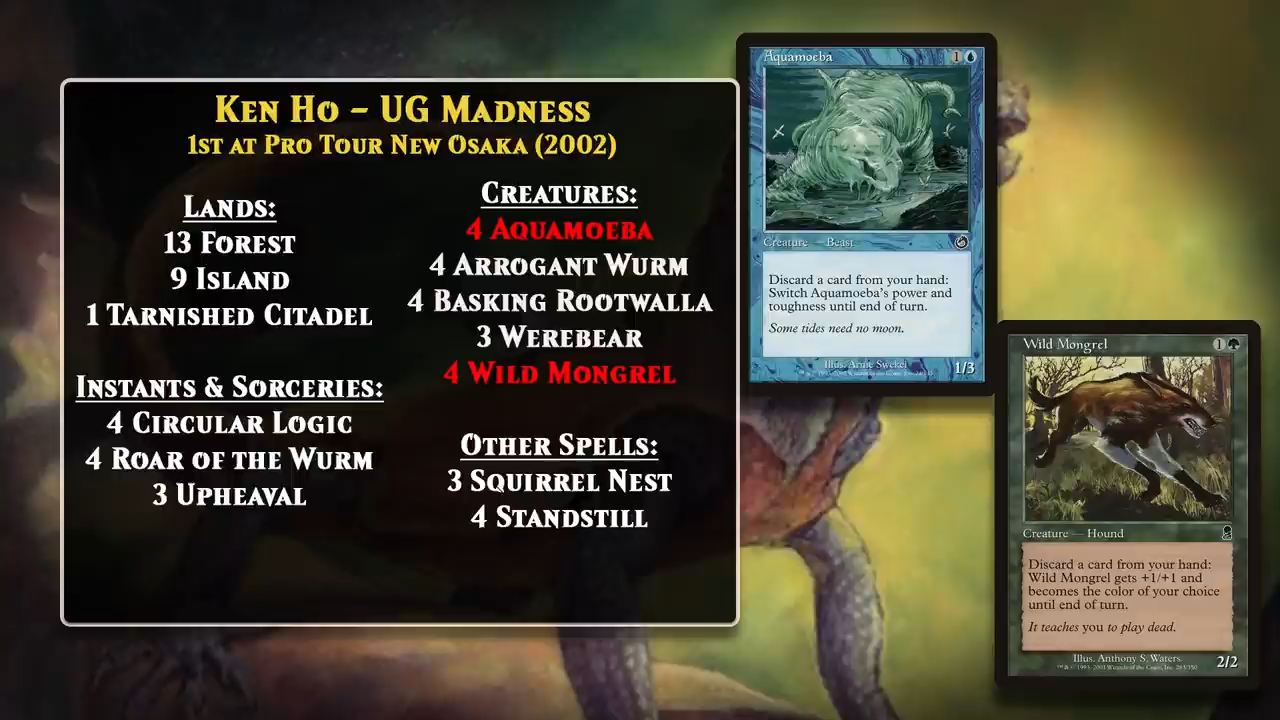 Ken Ho – UG Madness
1st at Pro Tour New Osaka (2002)
Lands:
13 Forest
9 Island
1 Tarnished Citadel
Instants & Sorceries:
4 Circular Logic
4 Roar of the Wurm
3 Upheaval
Creatures:
4 Aquamoeba
4 Arrogant Wurm
4 Basking Rootwalla
3 Werebear
4 Wild Mongrel
Other Spells:
3 Squirrel Nest
4 Standstill
Aquamoeba 1
Creature — Beast
Discard a card from your hand:
Switch Aquamoeba's power and
toughness until end of turn.
Some tides need no moon.
Illus. Arnie Swekel
1/3
Wild Mongrel 1
Creature — Hound
Discard a card from your hand:
Wild Mongrel gets +1/+1 and
becomes the color of your choice
until end of turn.
It teaches you to play dead.
Illus. Anthony S. Waters
2/2